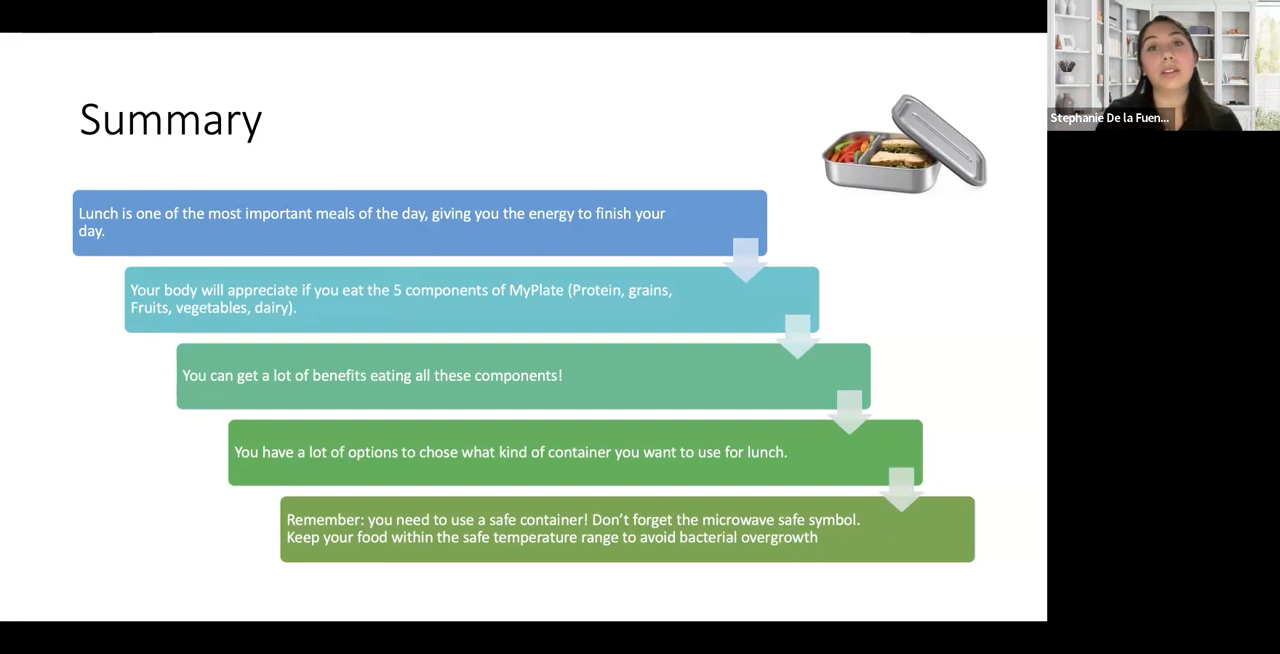 Summary
Lunch is one of the most important meals of the day, giving you the energy to finish your
day.
Your body will appreciate if you eat the 5 components of MyPlate (Protein, grains,
Fruits, vegetables, dairy).
You can get a lot of benefits eating all these components!
You have a lot of options to chose what kind of container you want to use for lunch.
Remember: you need to use a safe container! Don’t forget the microwave safe symbol.
Keep your food within the safe temperature range to avoid bacterial overgrowth
Stephanie De la Fuen...